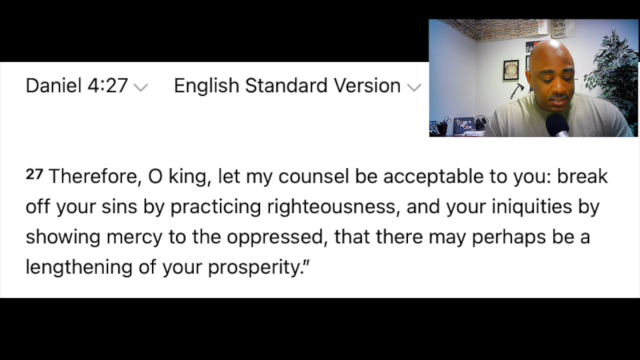 Daniel 4:27 English Standard Version
27 Therefore, O king, let my counsel be acceptable to you: break
off your sins by practicing righteousness, and your iniquities by
showing mercy to the oppressed, that there may perhaps be a
lengthening of your prosperity.”